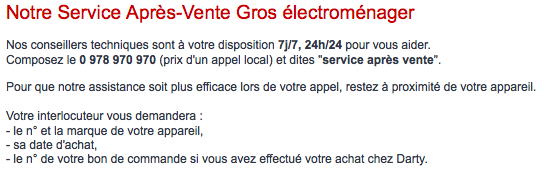 Notre Service Après-Vente Gros électroménager
Nos conseillers techniques sont à votre disposition 7j/7, 24h/24 pour vous aider.
Composez le 0 978 970 970 (prix d'un appel local) et dites "service après vente".
Pour que notre assistance soit plus efficace lors de votre appel, restez à proximité de votre appareil.
Votre interlocuteur vous demandera :
- le n° et la marque de votre appareil,
- sa date d'achat,
- le n° de votre bon de commande si vous avez effectué votre achat chez Darty.